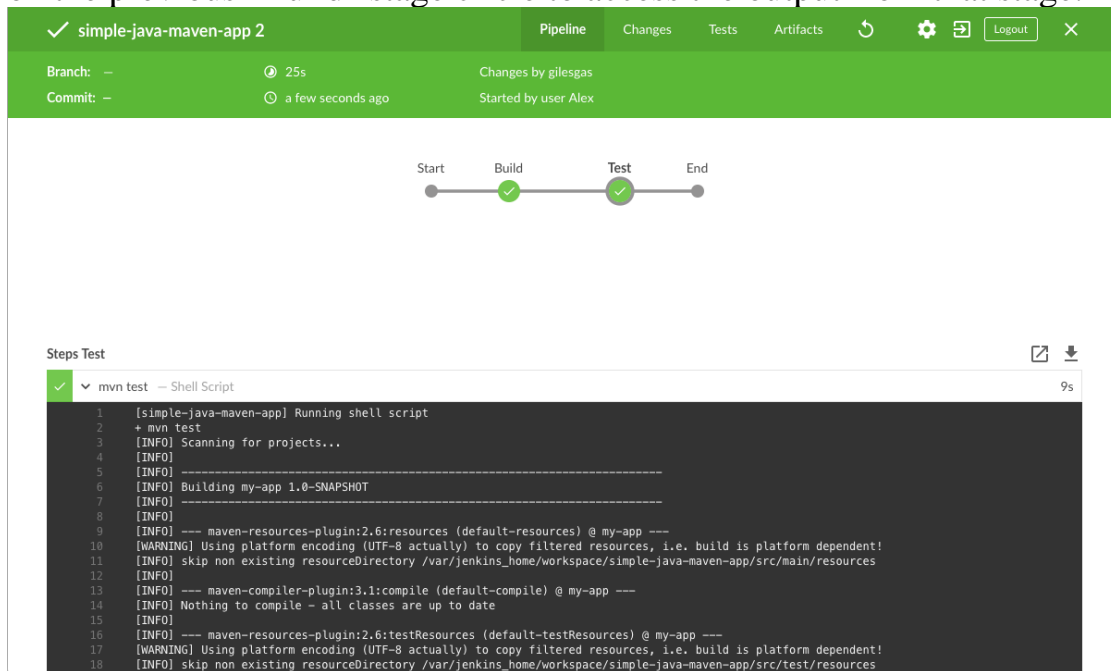 simple-java-maven-app 2 Pipeline Changes Tests Artifacts Logout
Branch: — 25s Changes by gilesgas
Commit: — a few seconds ago Started by user Alex
Start Build Test End
Steps Test
mvn test — Shell Script 9s
1 [simple-java-maven-app] Running shell script
2 + mvn test
3 [INFO] Scanning for projects...
4 [INFO]
5 [INFO] ------------------------------------------------------------------------
6 [INFO] Building my-app 1.0-SNAPSHOT
7 [INFO] ------------------------------------------------------------------------
8 [INFO]
9 [INFO] --- maven-resources-plugin:2.6:resources (default-resources) @ my-app ---
10 [WARNING] Using platform encoding (UTF-8 actually) to copy filtered resources, i.e. build is platform dependent!
11 [INFO] skip non existing resourceDirectory /var/jenkins_home/workspace/simple-java-maven-app/src/main/resources
12 [INFO]
13 [INFO] --- maven-compiler-plugin:3.1:compile (default-compile) @ my-app ---
14 [INFO] Nothing to compile - all classes are up to date
15 [INFO]
16 [INFO] --- maven-resources-plugin:2.6:testResources (default-testResources) @ my-app ---
17 [WARNING] Using platform encoding (UTF-8 actually) to copy filtered resources, i.e. build is platform dependent!
18 [INFO] skip non existing resourceDirectory /var/jenkins_home/workspace/simple-java-maven-app/src/test/resources